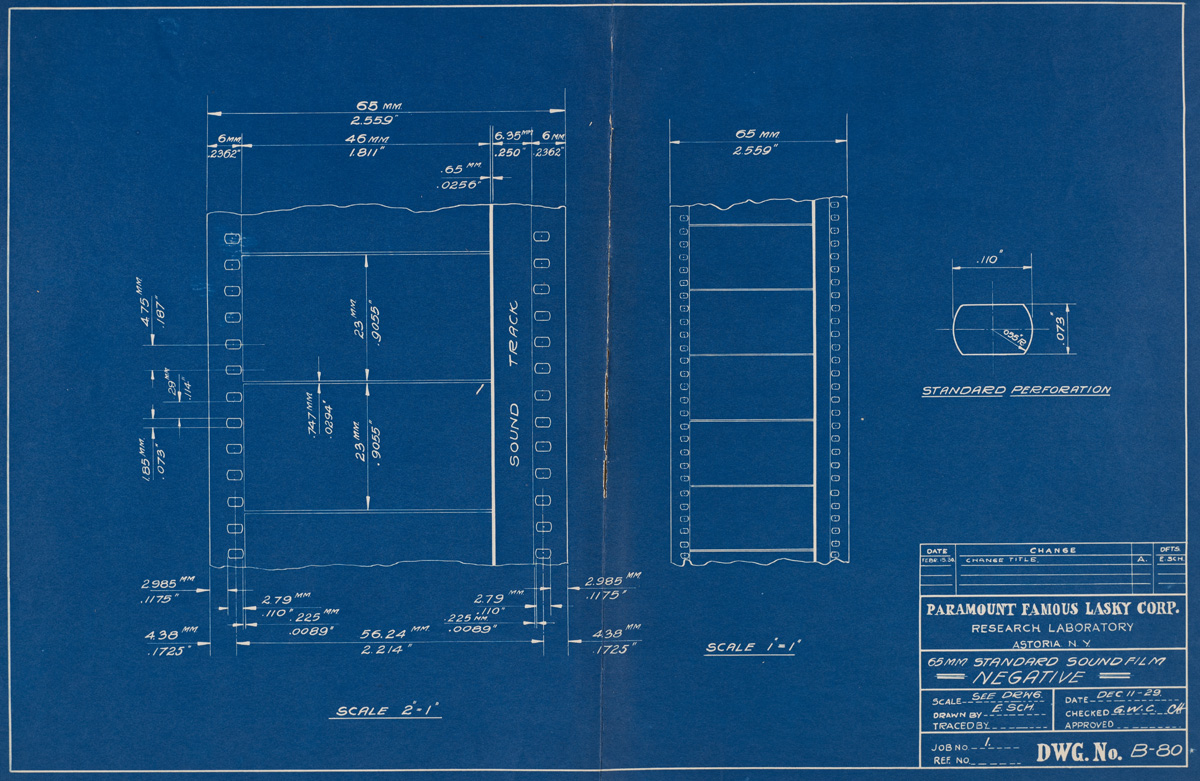 65 MM.
2.559"
6 MM
.2362"
46 MM
1.811"
6.35 MM
.250"
6 MM
.2362"
.65 MM.
.0256"
4.75 MM
.187"
.29 MM
.114"
1.85 MM.
.073"
23 MM.
.9055"
.747 MM
.0294"
23 MM.
.9055"
SOUND TRACK
2.985 MM
.1175"
2.79 MM.
.110"
.225 MM
.0089"
4.38 MM
.1725"
56.24 MM.
2.214"
2.79 MM.
.110"
.225 MM.
.0089"
2.985 MM
.1175"
4.38 MM
.1725"
SCALE 2"=1"
65 MM
2.559"
SCALE 1"=1"
.110"
.073"
.055"R
STANDARD PERFORATION
DATE CHANGE DFTS.
FEBR.15.30 CHANGE TITLE. A. E.SCH.
PARAMOUNT FAMOUS LASKY CORP.
RESEARCH LABORATORY
ASTORIA N.Y.
65MM STANDARD SOUND FILM
NEGATIVE
SCALE SEE DRWG.
DRAWN BY E.SCH.
TRACED BY
DATE DEC 11-29.
CHECKED G.W.C. CH
APPROVED
JOB NO. 1.
REF. NO.
DWG. No. B-80